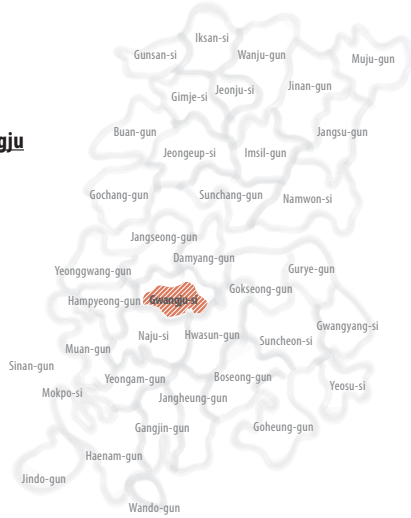 Iksan-si
Gunsan-si
Wanju-gun
Muju-gun
Gimje-si
Jeonju-si
Jinan-gun
gju
Buan-gun
Jangsu-gun
Jeongeup-si
Imsil-gun
Gochang-gun
Sunchang-gun
Namwon-si
Jangseong-gun
Damyang-gun
Yeonggwang-gun
Gurye-gun
Gokseong-gun
Hampyeong-gun
Gwangju-si
Gwangyang-si
Naju-si
Hwasun-gun
Suncheon-si
Muan-gun
Sinan-gun
Yeongam-gun
Boseong-gun
Yeosu-si
Mokpo-si
Jangheung-gun
Gangjin-gun
Goheung-gun
Haenam-gun
Jindo-gun
Wando-gun